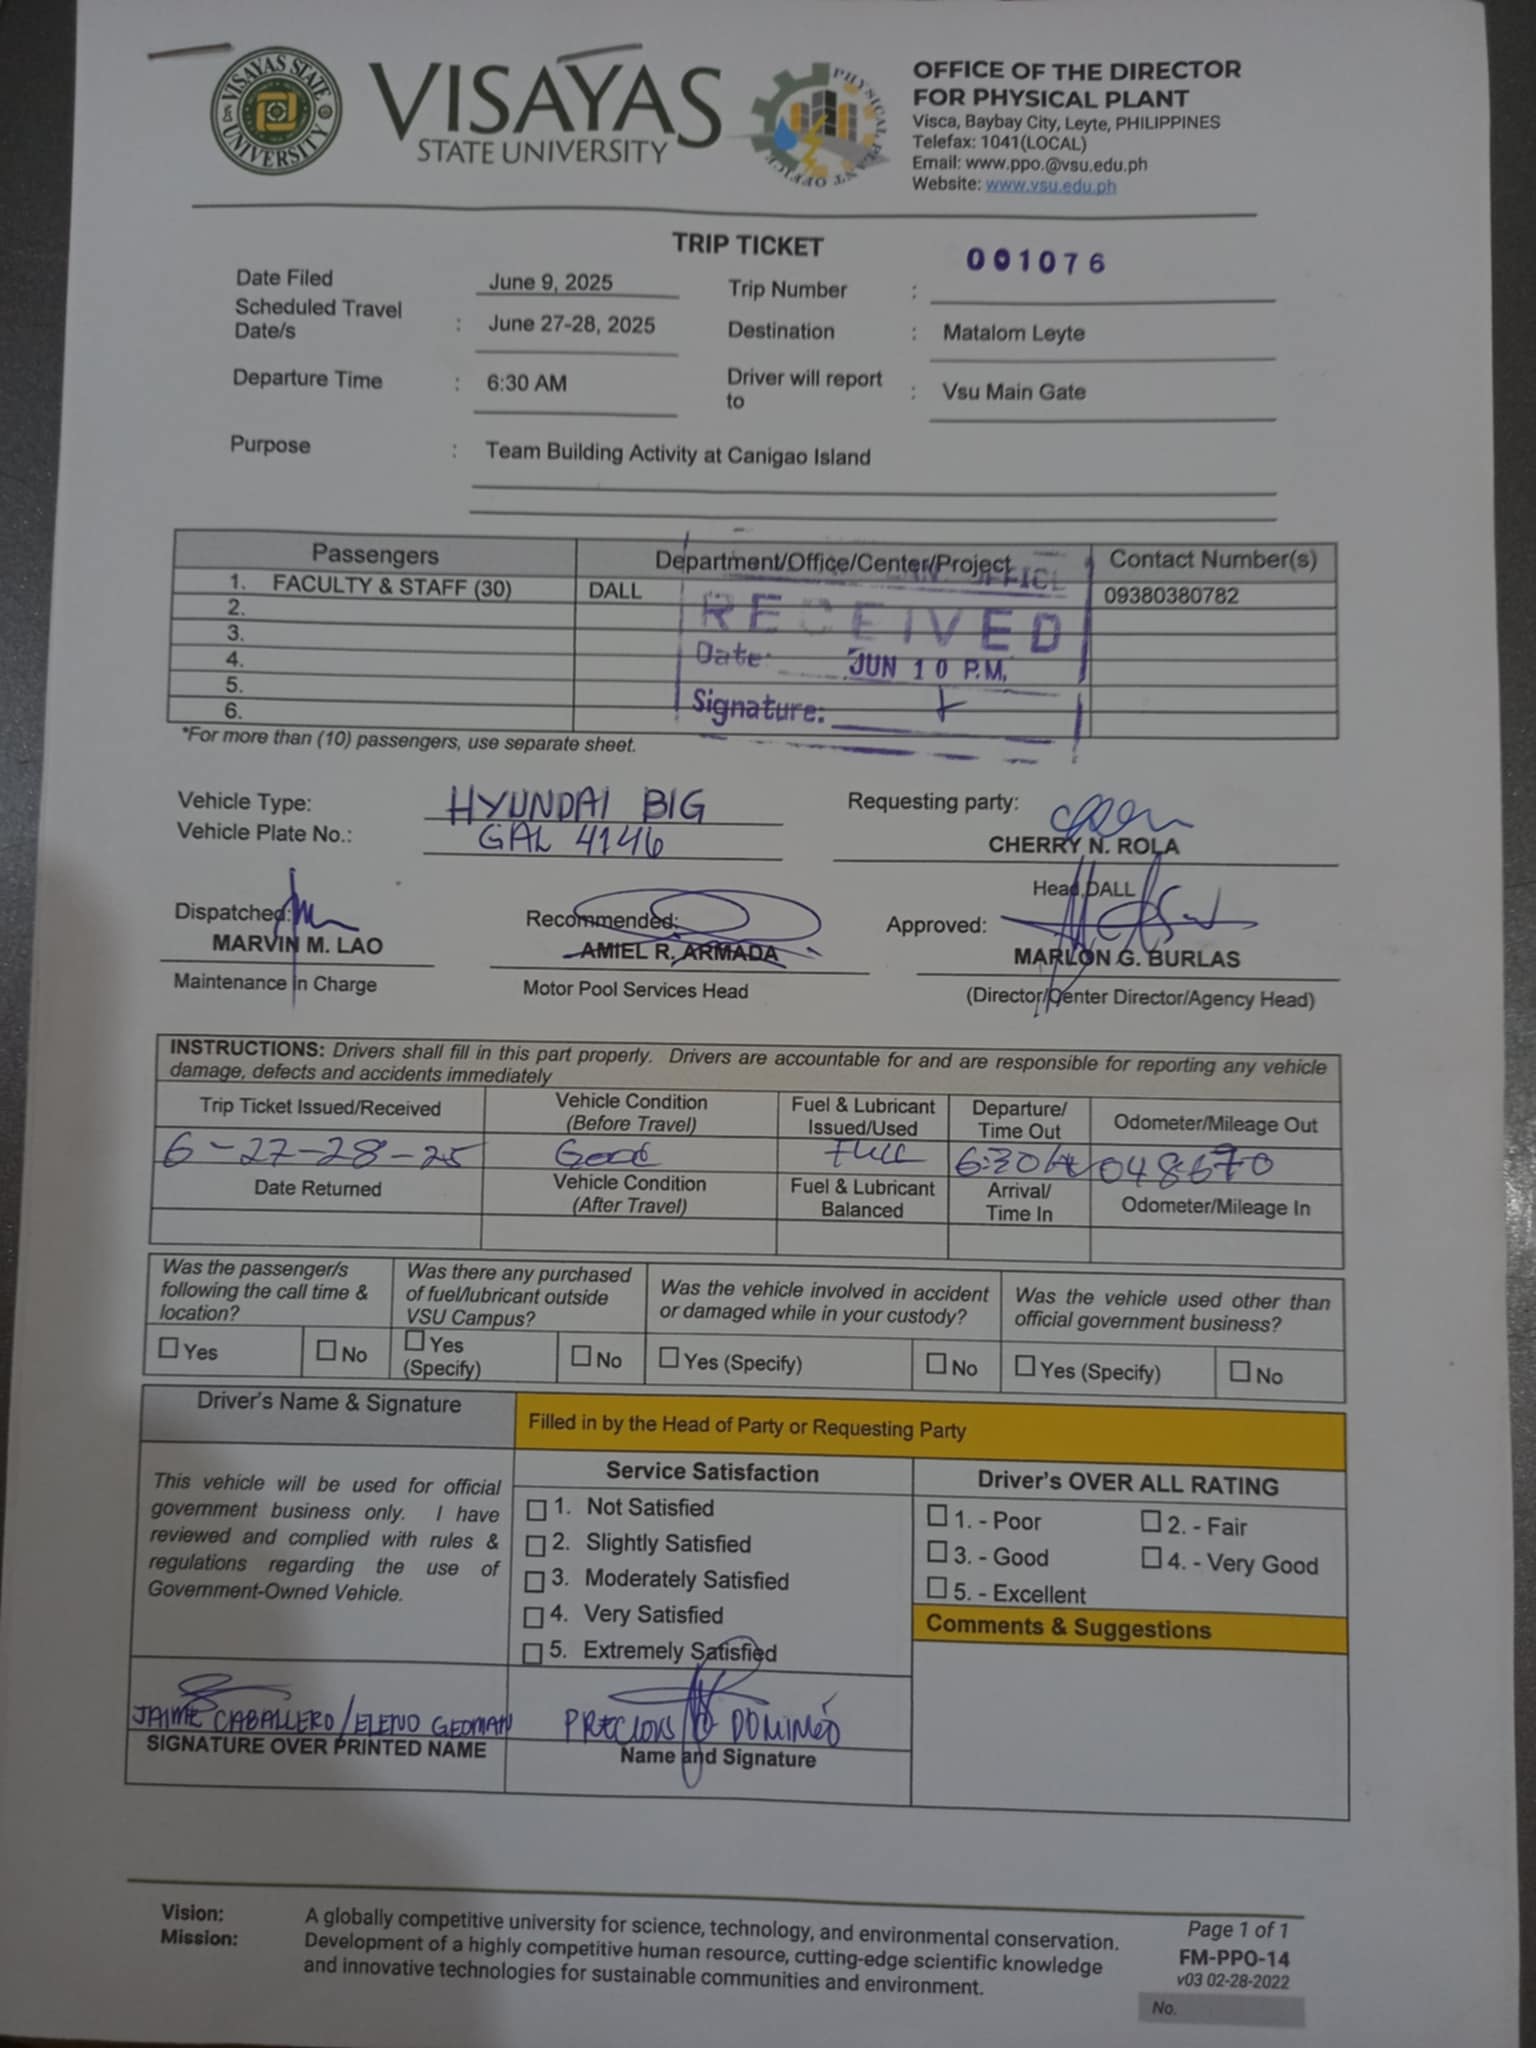 VISAYAS STATE UNIVERSITY
VISAYAS
STATE UNIVERSITY
PHYSICAL PLANT OFFICE
OFFICE OF THE DIRECTOR
FOR PHYSICAL PLANT
Visca, Baybay City, Leyte, PHILIPPINES
Telefax: 1041(LOCAL)
Email: www.ppo.@vsu.edu.ph
Website: www.vsu.edu.ph
TRIP TICKET
001076
Date Filed June 9, 2025 Trip Number :
Scheduled Travel Date/s : June 27-28, 2025 Destination : Matalom Leyte
Departure Time : 6:30 AM Driver will report to : Vsu Main Gate
Purpose : Team Building Activity at Canigao Island
Passengers Department/Office/Center/Project Contact Number(s)
1. FACULTY & STAFF (30) DALL 09380380782
2.
3.
4.
5.
6.
RECEIVED
Date: JUN 10 P.M.
Signature:
*For more than (10) passengers, use separate sheet.
Vehicle Type: HYUNDAI BIG Requesting party:
Vehicle Plate No.: GAL 4146 CHERRY N. ROLA
Head,DALL
Dispatched: Recommended: Approved:
MARVIN M. LAO AMIEL R. ARMADA MARLON G. BURLAS
Maintenance In Charge Motor Pool Services Head (Director/Center Director/Agency Head)
INSTRUCTIONS: Drivers shall fill in this part properly. Drivers are accountable for and are responsible for reporting any vehicle
damage, defects and accidents immediately
Trip Ticket Issued/Received Vehicle Condition (Before Travel) Fuel & Lubricant Issued/Used Departure/ Time Out Odometer/Mileage Out
6-27-28-25 Good Full 6:30 048670
Date Returned Vehicle Condition (After Travel) Fuel & Lubricant Balanced Arrival/ Time In Odometer/Mileage In
Was the passenger/s following the call time & location? Was there any purchased of fuel/lubricant outside VSU Campus? Was the vehicle involved in accident or damaged while in your custody? Was the vehicle used other than official government business?
Yes No Yes (Specify) No Yes (Specify) No Yes (Specify) No
Driver's Name & Signature Filled in by the Head of Party or Requesting Party
This vehicle will be used for official
government business only. I have
reviewed and complied with rules &
regulations regarding the use of
Government-Owned Vehicle.
Service Satisfaction
1. Not Satisfied
2. Slightly Satisfied
3. Moderately Satisfied
4. Very Satisfied
5. Extremely Satisfied
Driver's OVER ALL RATING
1. - Poor 2. - Fair
3. - Good 4. - Very Good
5. - Excellent
Comments & Suggestions
JAIME CABALLERO/ELENO GEOMAN
SIGNATURE OVER PRINTED NAME
PRECIOUS DOMINGO
Name and Signature
Vision: A globally competitive university for science, technology, and environmental conservation.
Mission: Development of a highly competitive human resource, cutting-edge scientific knowledge
and innovative technologies for sustainable communities and environment.
Page 1 of 1
FM-PPO-14
v03 02-28-2022
No.